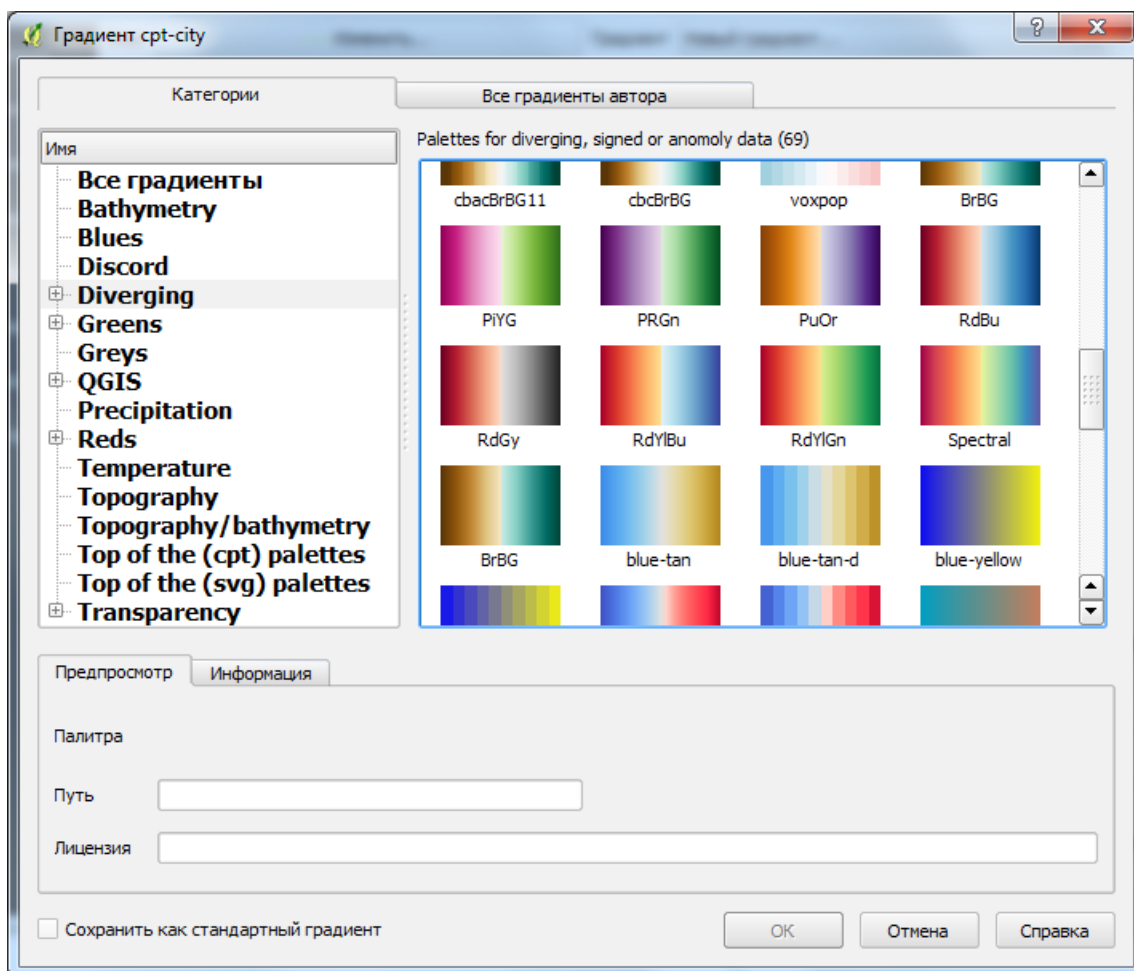 Градиент cpt-city
Категории
Все градиенты автора
Имя
Все градиенты
Bathymetry
Blues
Discord
Diverging
Greens
Greys
QGIS
Precipitation
Reds
Temperature
Topography
Topography/bathymetry
Top of the (cpt) palettes
Top of the (svg) palettes
Transparency
Palettes for diverging, signed or anomoly data (69)
cbacBrBG11 cbcBrBG voxpop BrBG
PiYG PRGn PuOr RdBu
RdGy RdYlBu RdYlGn Spectral
BrBG blue-tan blue-tan-d blue-yellow
Предпросмотр
Информация
Палитра
Путь
Лицензия
Сохранить как стандартный градиент
OK Отмена Справка